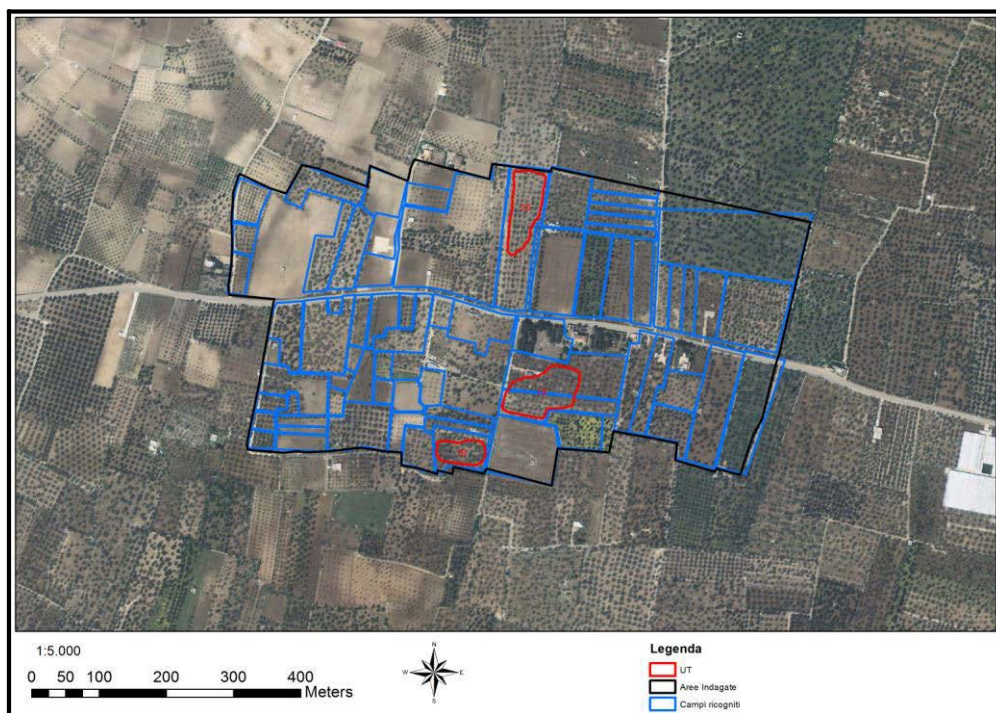 1:5.000
0 50 100 200 300 400
Meters
N
W E
S
Legenda
UT
Aree Indagate
Campi ricogniti